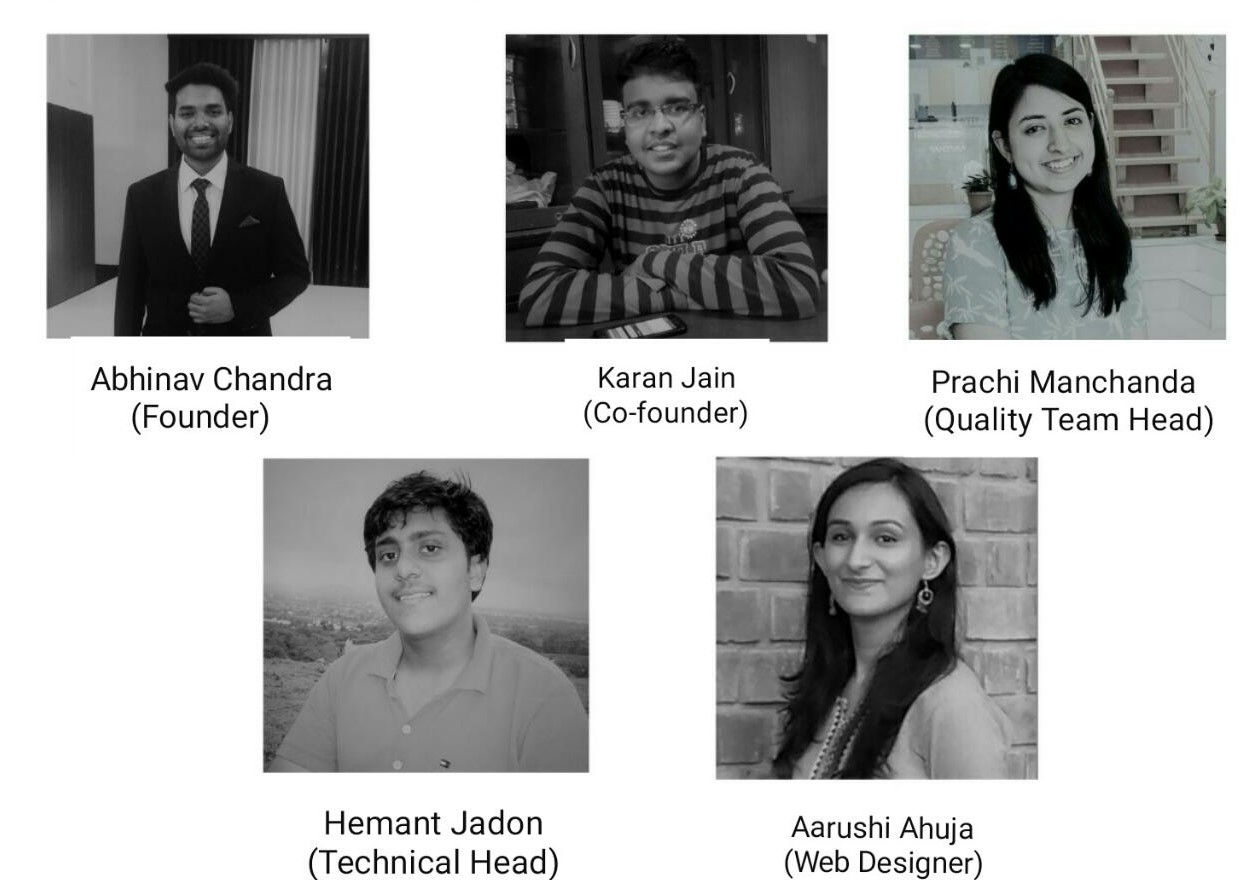 Abhinav Chandra
(Founder)
Karan Jain
(Co-founder)
Prachi Manchanda
(Quality Team Head)
Hemant Jadon
(Technical Head)
Aarushi Ahuja
(Web Designer)